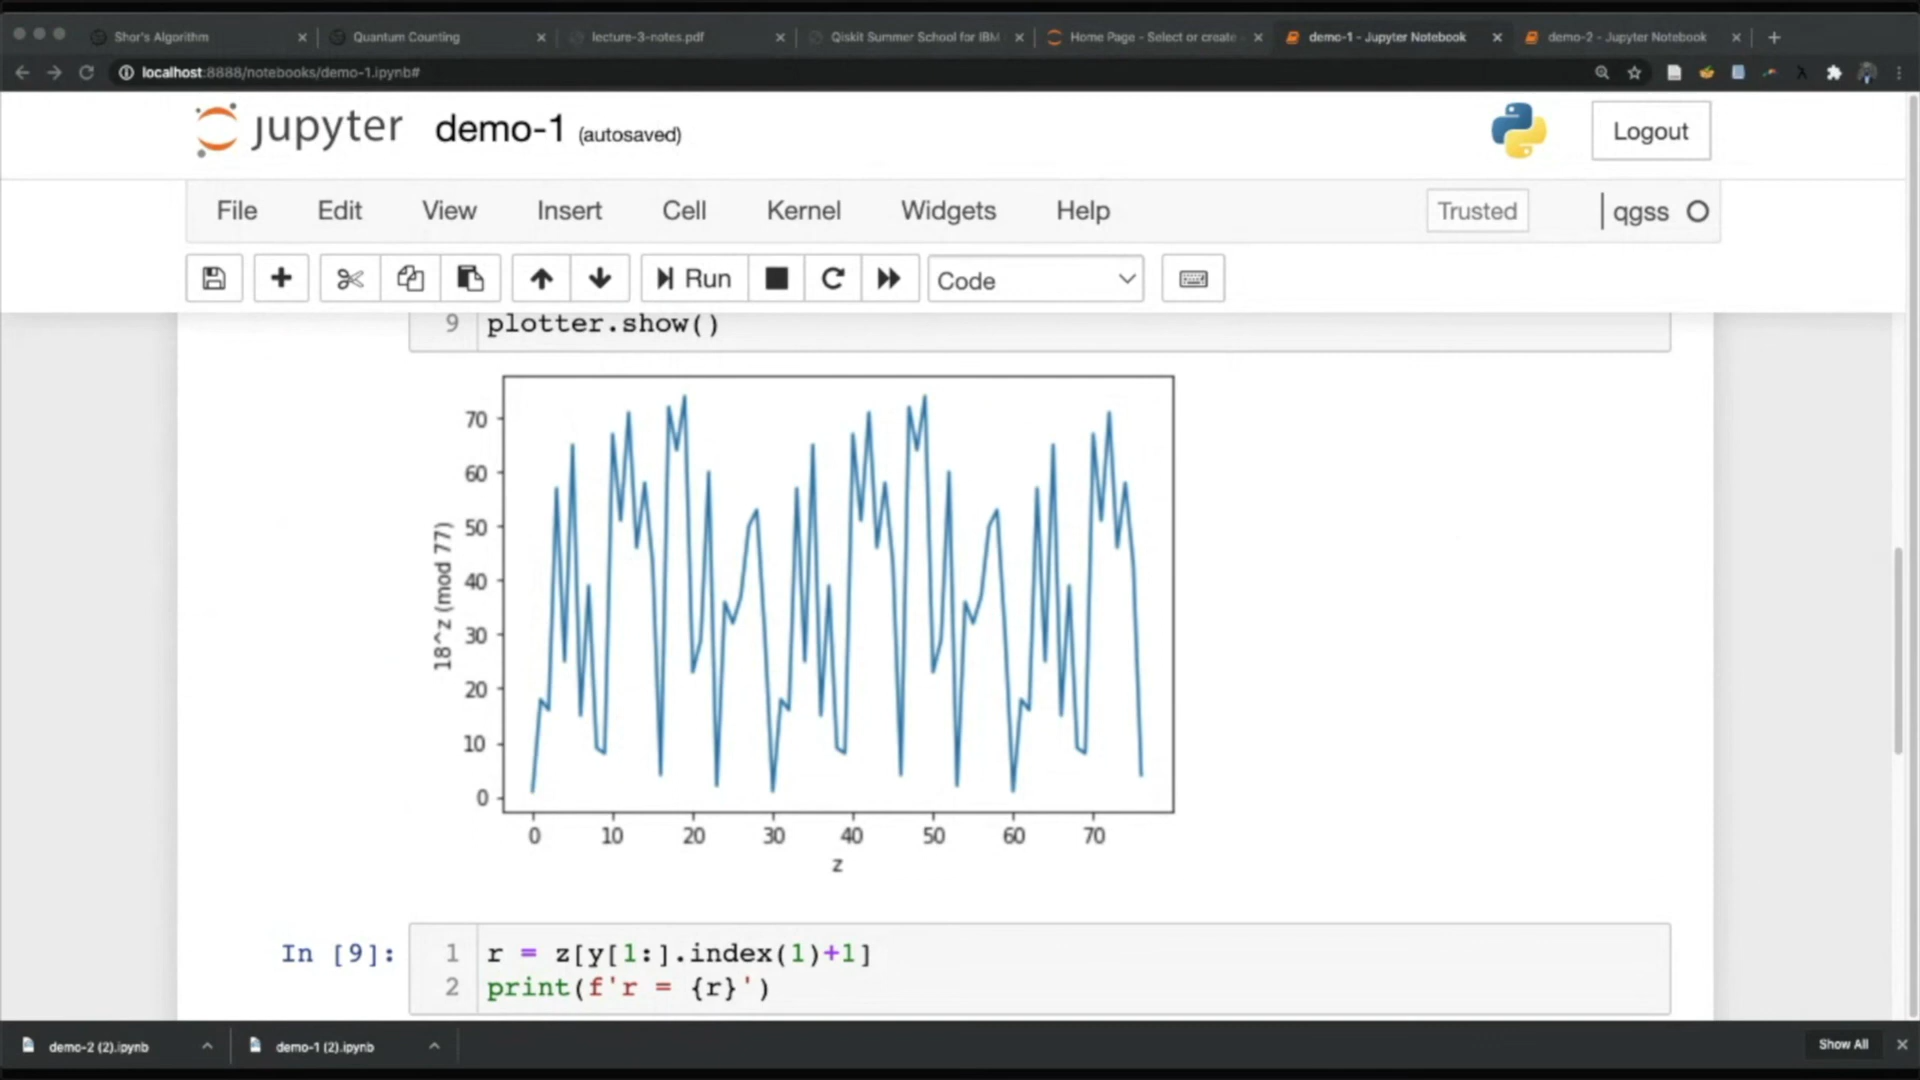 Shor's Algorithm
Quantum Counting
lecture-3-notes.pdf
Qiskit Summer School for IBM
Home Page - Select or create
demo-1 - Jupyter Notebook
demo-2 - Jupyter Notebook
localhost:8888/notebooks/demo-1.ipynb#
jupyter demo-1 (autosaved)
Logout
File Edit View Insert Cell Kernel Widgets Help
Trusted
qgss
Run
Code
9 plotter.show()
18^z (mod 77)
70
60
50
40
30
20
10
0
0 10 20 30 40 50 60 70
z
In [9]:
1 r = z[y[1:].index(1)+1]
2 print(f'r = {r}')
demo-2 (2).ipynb
demo-1 (2).ipynb
Show All